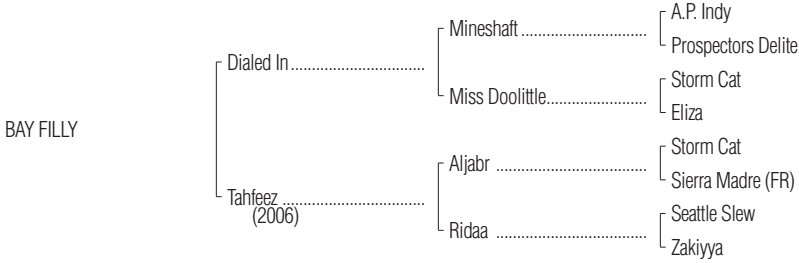 A.P. Indy
Mineshaft ................................
Prospectors Delite
Dialed In ..................................
Storm Cat
Miss Doolittle..........................
Eliza
BAY FILLY
Storm Cat
Aljabr ......................................
Sierra Madre (FR)
Tahfeez ....................................
(2006)
Seattle Slew
Ridaa ......................................
Zakiyya